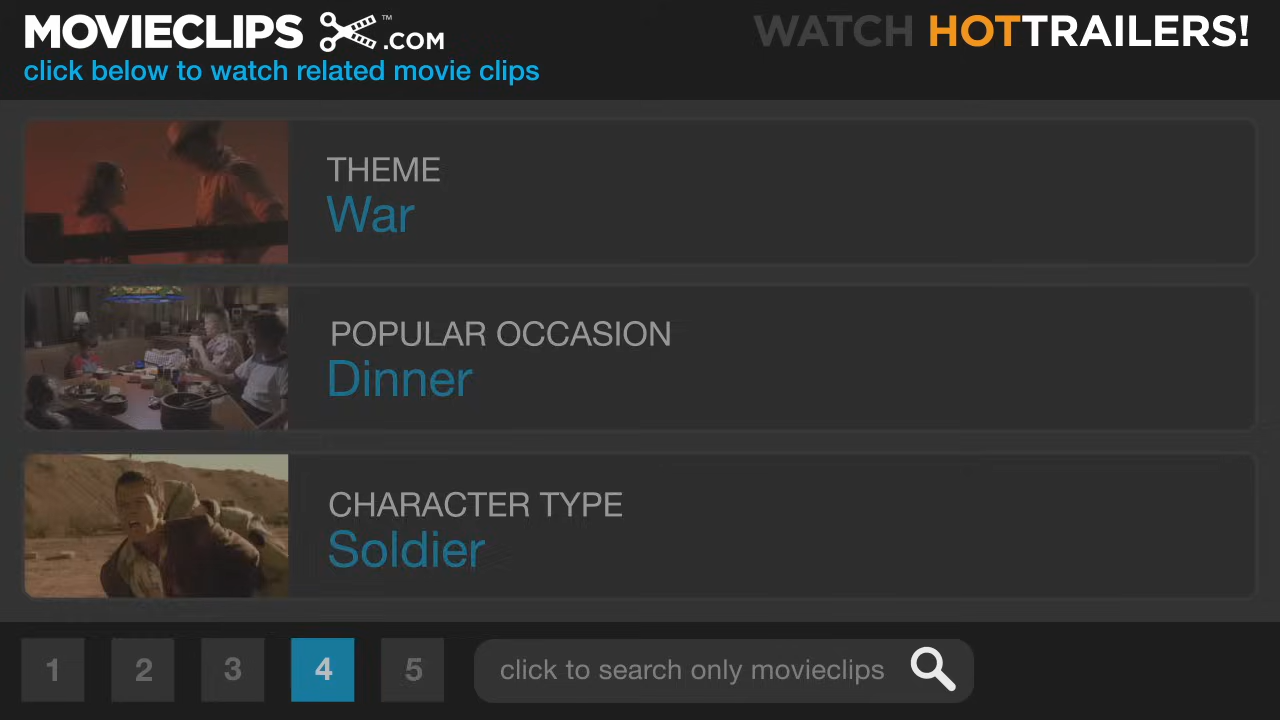 MOVIECLIPS ™ .COM
WATCH HOTTRAILERS!
click below to watch related movie clips
THEME
War
POPULAR OCCASION
Dinner
CHARACTER TYPE
Soldier
1 2 3 4 5 click to search only movieclips